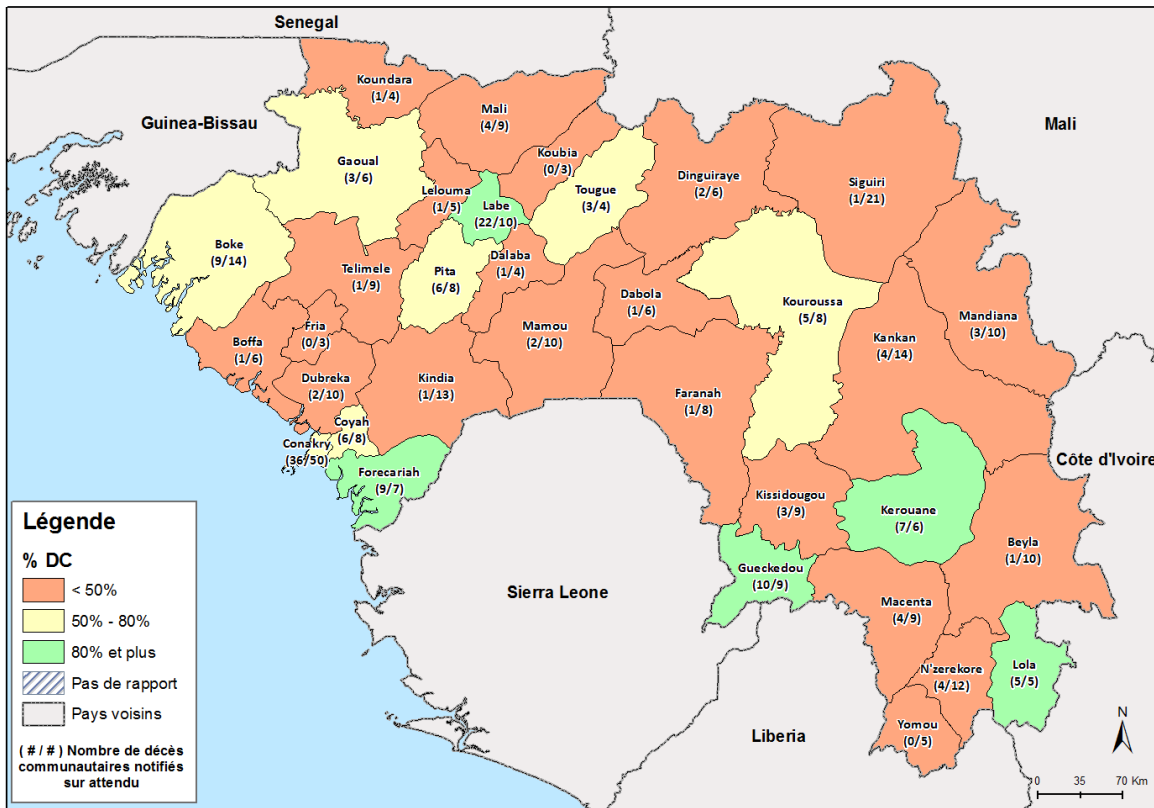 Senegal
Koundara
(1/4)
Mali
(4/9)
Guinea-Bissau
Mali
Koubia
(0/3)
Gaoual
(3/6)
Tougue
(3/4)
Dinguiraye
(2/6)
Siguiri
(1/21)
Lelouma
(1/5)
Labe
(22/10)
Boke
(9/14)
Telimele
(1/9)
Pita
(6/8)
Dalaba
(1/4)
Dabola
(1/6)
Kouroussa
(5/8)
Mandiana
(3/10)
Fria
(0/3)
Boffa
(1/6)
Mamou
(2/10)
Kankan
(4/14)
Dubreka
(2/10)
Kindia
(1/13)
Faranah
(1/8)
Coyah
(6/8)
Conakry
(36/50)
Forecariah
(9/7)
Côte d'Ivoire
Kissidougou
(3/9)
Kerouane
(7/6)
Beyla
(1/10)
Gueckedou
(10/9)
Sierra Leone
Macenta
(4/9)
N'zerekore
(4/12)
Lola
(5/5)
Yomou
(0/5)
Liberia
Légende
% DC
< 50%
50% - 80%
80% et plus
Pas de rapport
Pays voisins
( # / # ) Nombre de décès
communautaires notifiés
sur attendu
N
0 35 70 Km